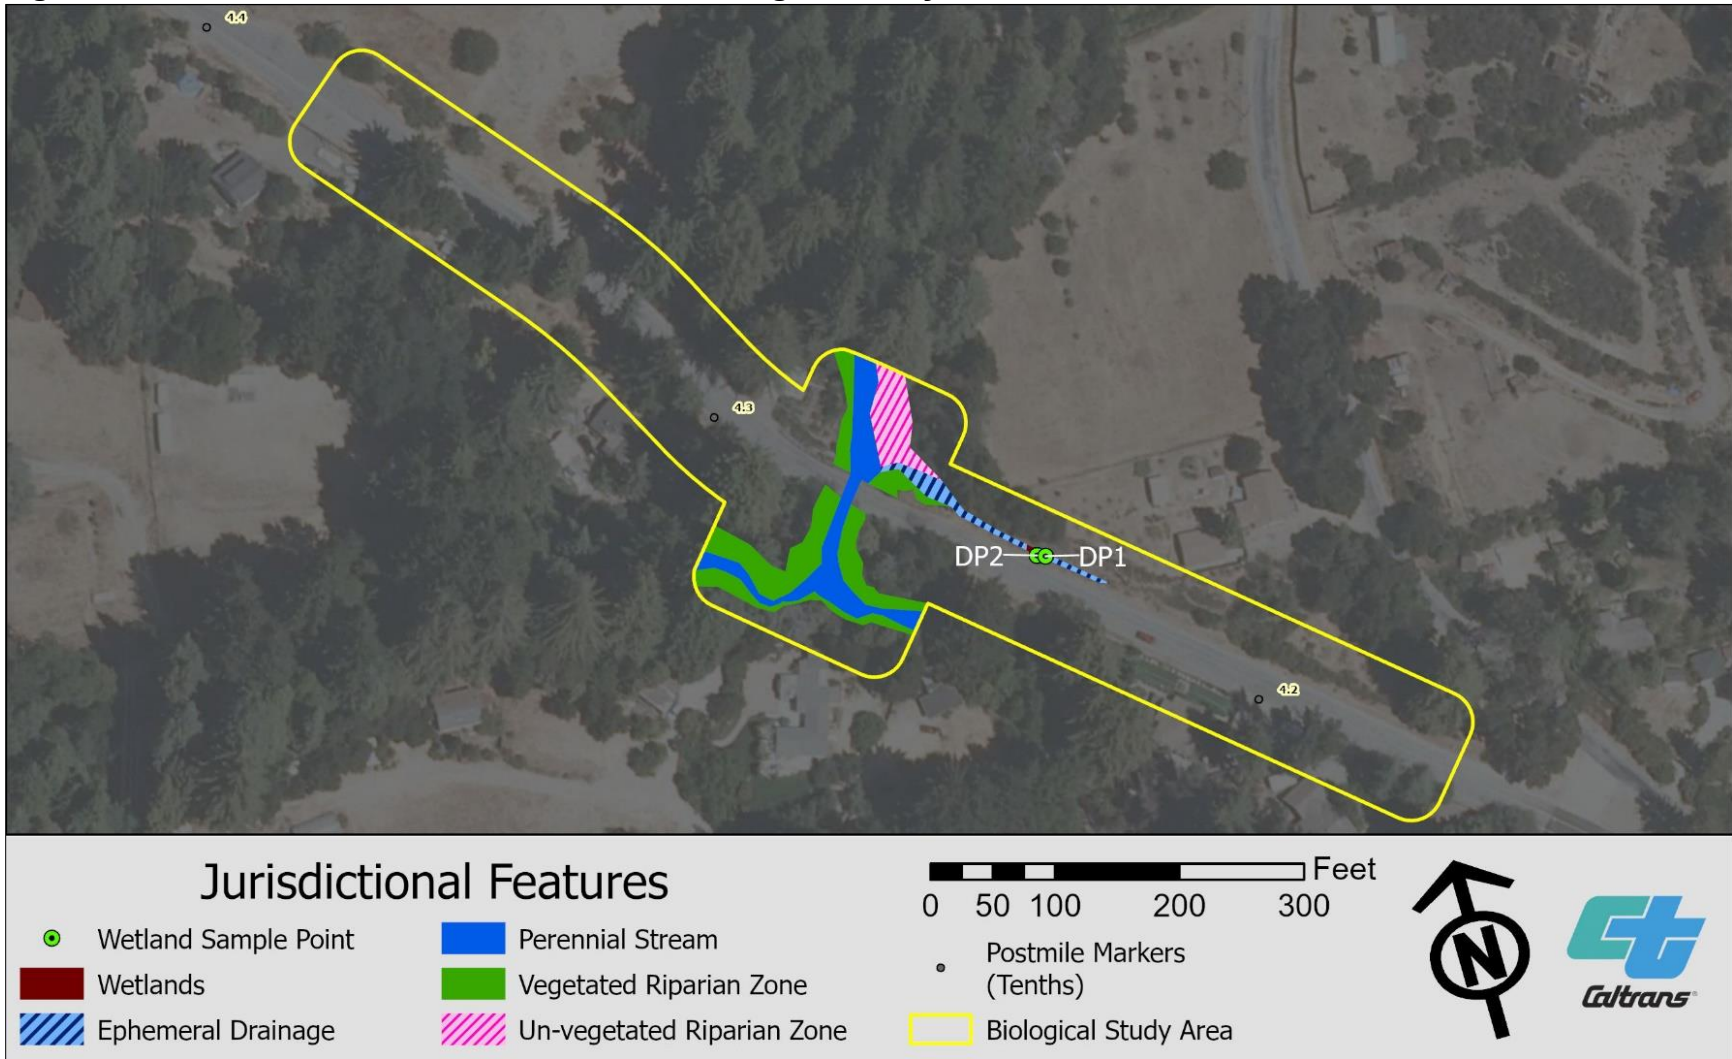 4.4
4.3
DP2
DP1
4.2
Jurisdictional Features
Wetland Sample Point
Wetlands
Ephemeral Drainage
Perennial Stream
Vegetated Riparian Zone
Un-vegetated Riparian Zone
Feet
0 50 100 200 300
Postmile Markers
(Tenths)
Biological Study Area
N
Caltrans